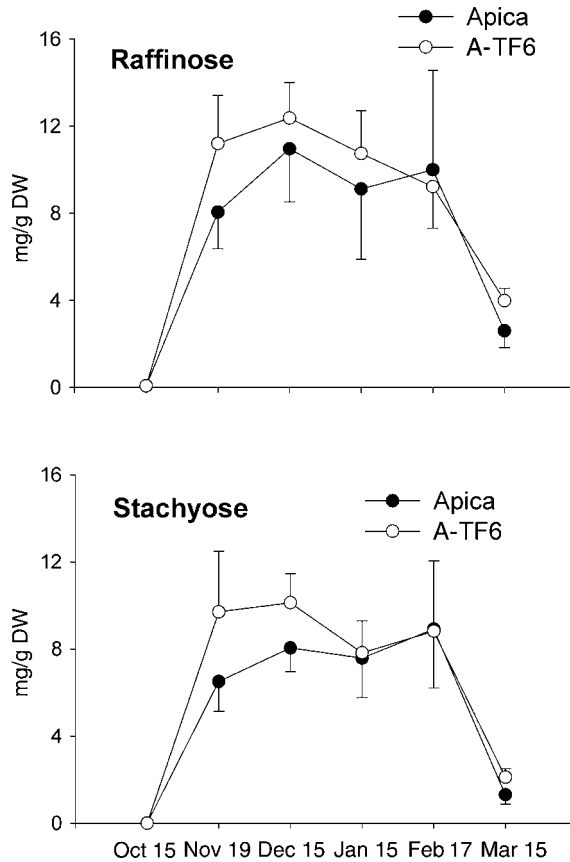 Apica
A-TF6
Raffinose
16
12
8
4
0
mg/g DW
Stachyose
Apica
A-TF6
16
12
8
4
0
mg/g DW
Oct 15 Nov 19 Dec 15 Jan 15 Feb 17 Mar 15